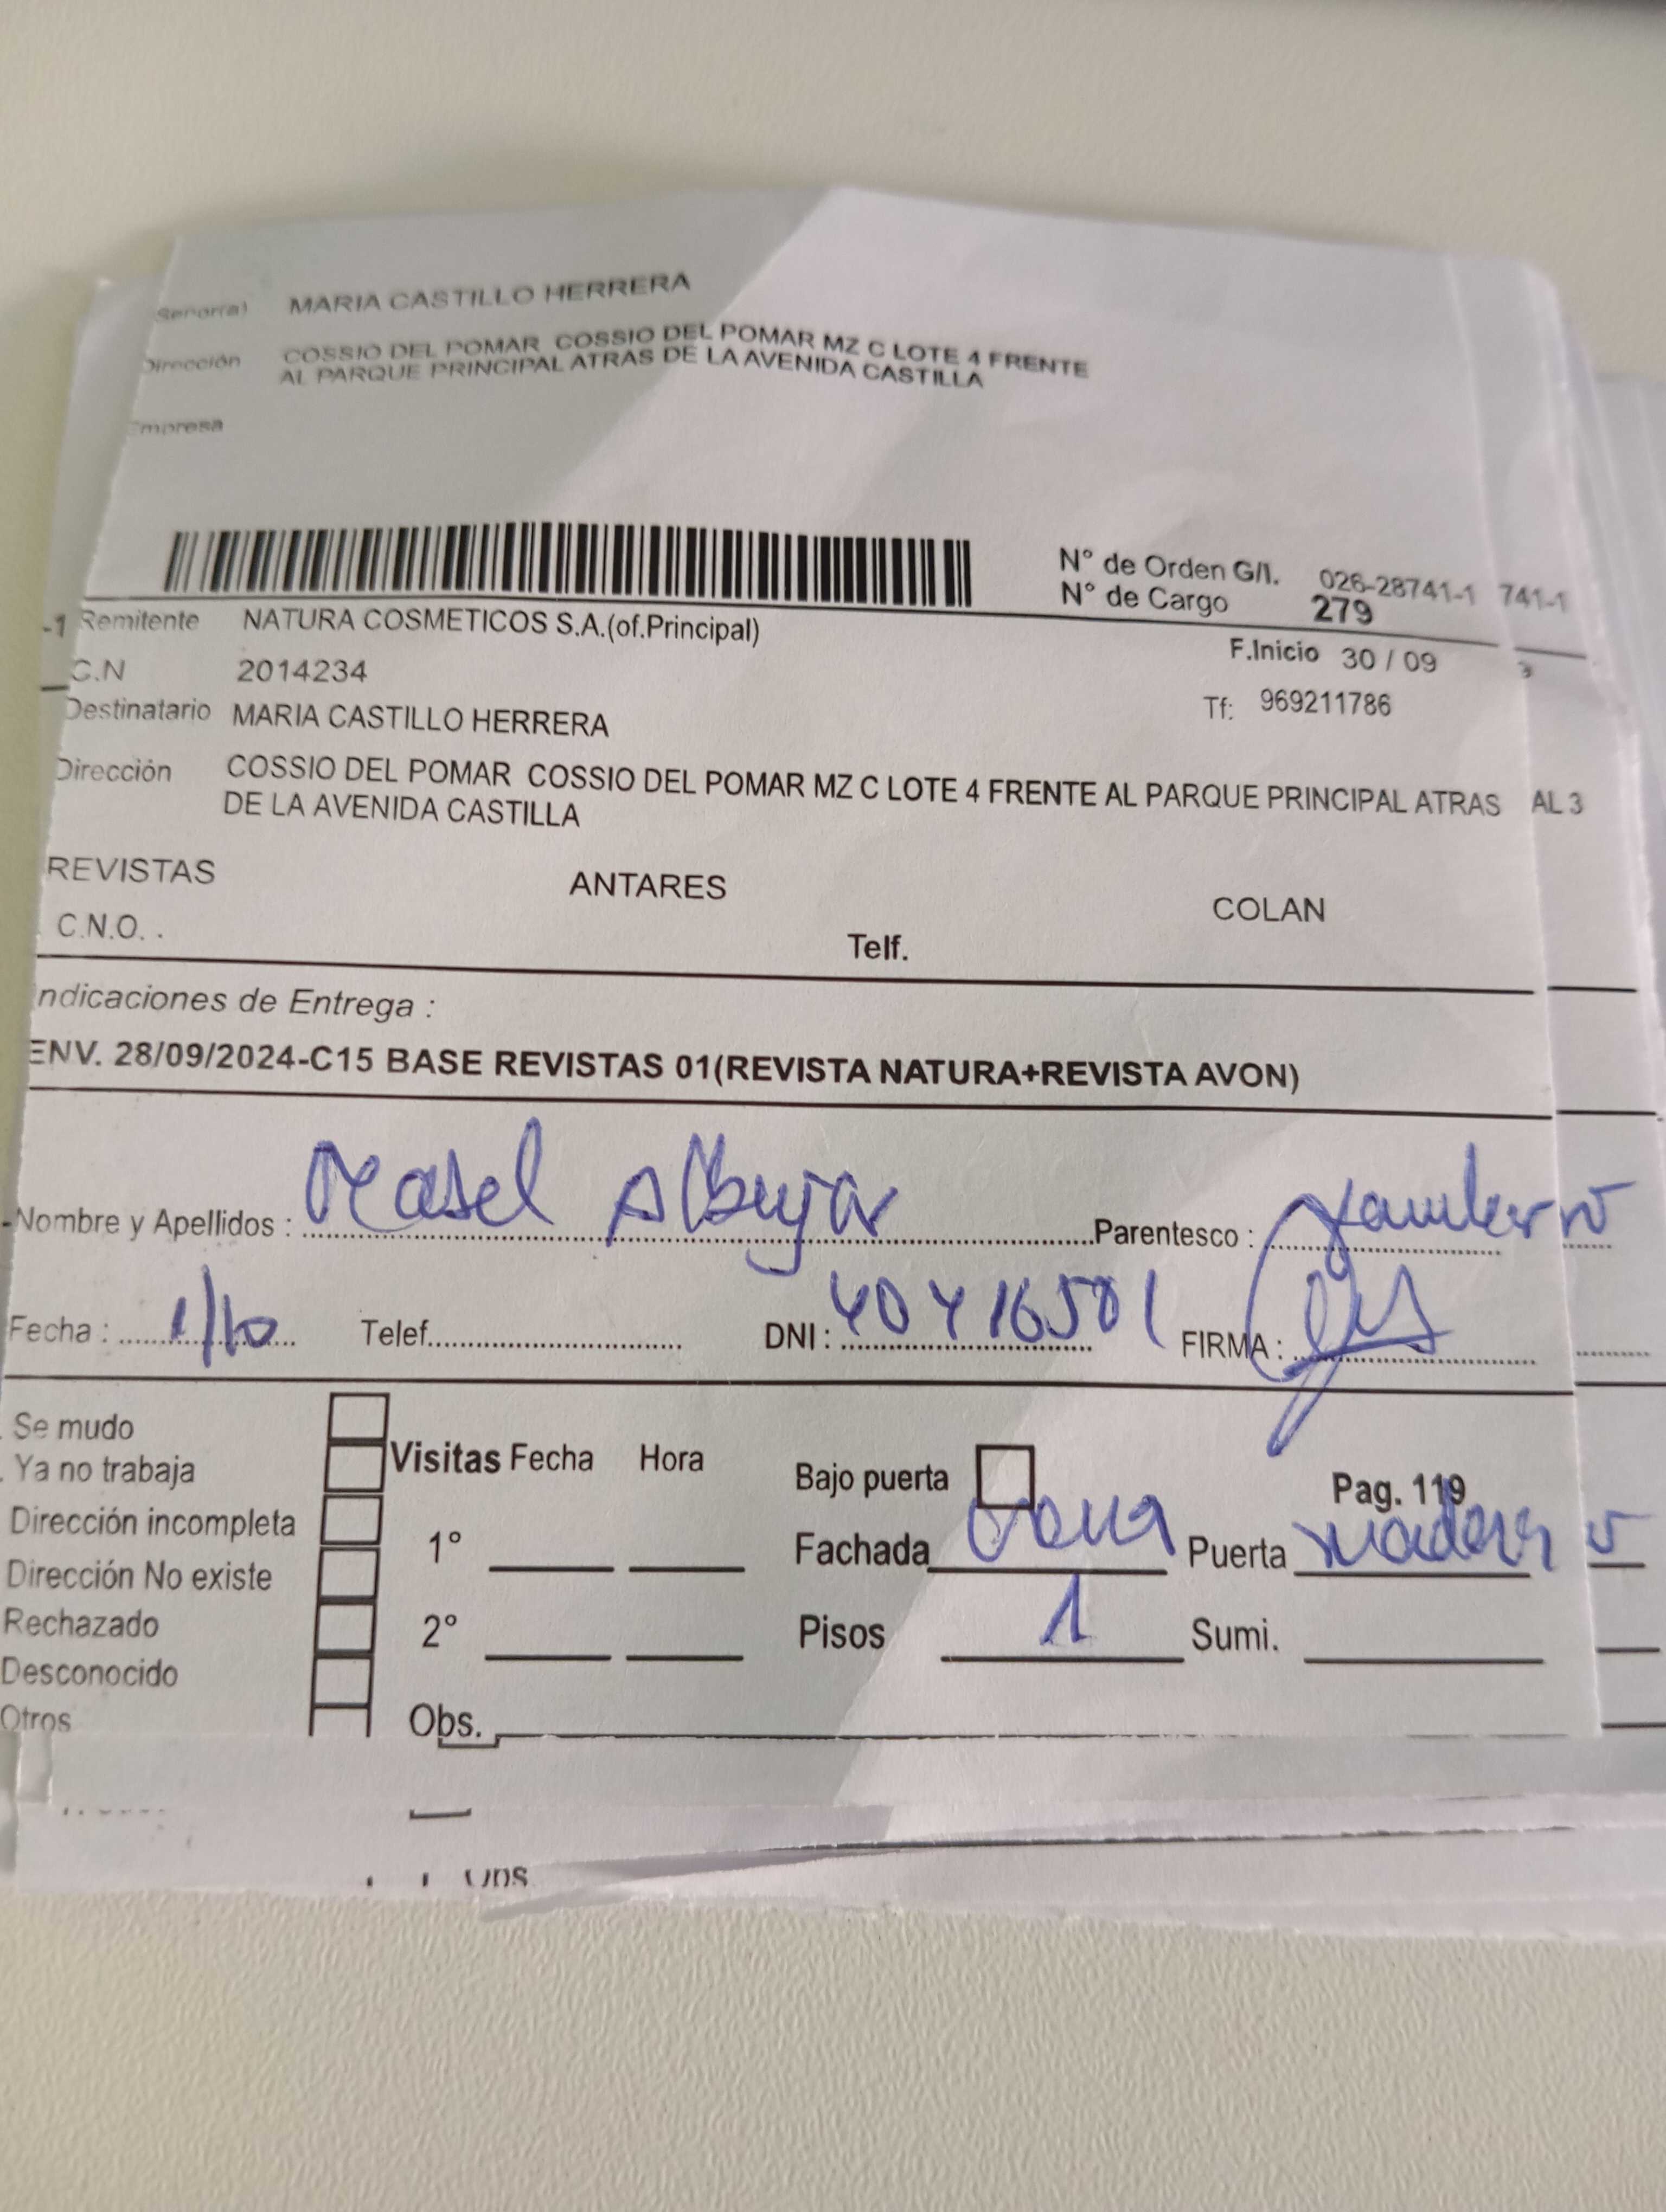 Señor(a) MARIA CASTILLO HERRERA
Dirección COSSIO DEL POMAR COSSIO DEL POMAR MZ C LOTE 4 FRENTE
AL PARQUE PRINCIPAL ATRAS DE LA AVENIDA CASTILLA
Empresa
N° de Orden G/I. 026-28741-1 741-1
N° de Cargo 279
-1 Remitente NATURA COSMETICOS S.A.(of.Principal)
F.Inicio 30 / 09
C.N 2014234
Tf: 969211786
Destinatario MARIA CASTILLO HERRERA
Dirección COSSIO DEL POMAR COSSIO DEL POMAR MZ C LOTE 4 FRENTE AL PARQUE PRINCIPAL ATRAS AL 3
DE LA AVENIDA CASTILLA
REVISTAS ANTARES COLAN
C.N.O. . Telf.
Indicaciones de Entrega :
ENV. 28/09/2024-C15 BASE REVISTAS 01(REVISTA NATURA+REVISTA AVON)
Nombre y Apellidos : Parentesco :
Fecha : 1/10 Telef. DNI : 40416501 FIRMA :
Se mudo
Ya no trabaja
Dirección incompleta
Dirección No existe
Rechazado
Desconocido
Otros
Visitas Fecha Hora
1°
2°
Obs.
Bajo puerta Pag. 119
Fachada Puerta madera
Pisos 1 Sumi.
Obs